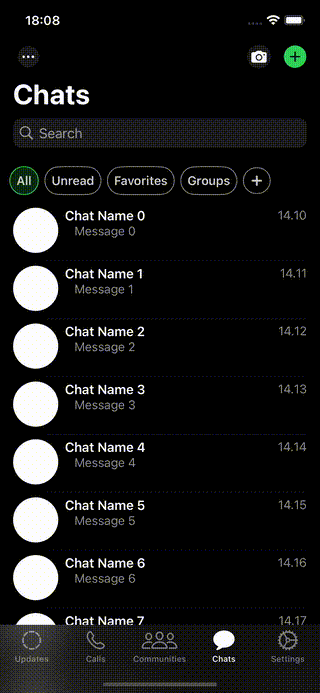 18:08
Chats
Search
All Unread Favorites Groups +
Chat Name 0 14.10
Message 0
Chat Name 1 14.11
Message 1
Chat Name 2 14.12
Message 2
Chat Name 3 14.13
Message 3
Chat Name 4 14.14
Message 4
Chat Name 5 14.15
Message 5
Chat Name 6 14.16
Message 6
Chat Name 7 14.17
Updates Calls Communities Chats Settings